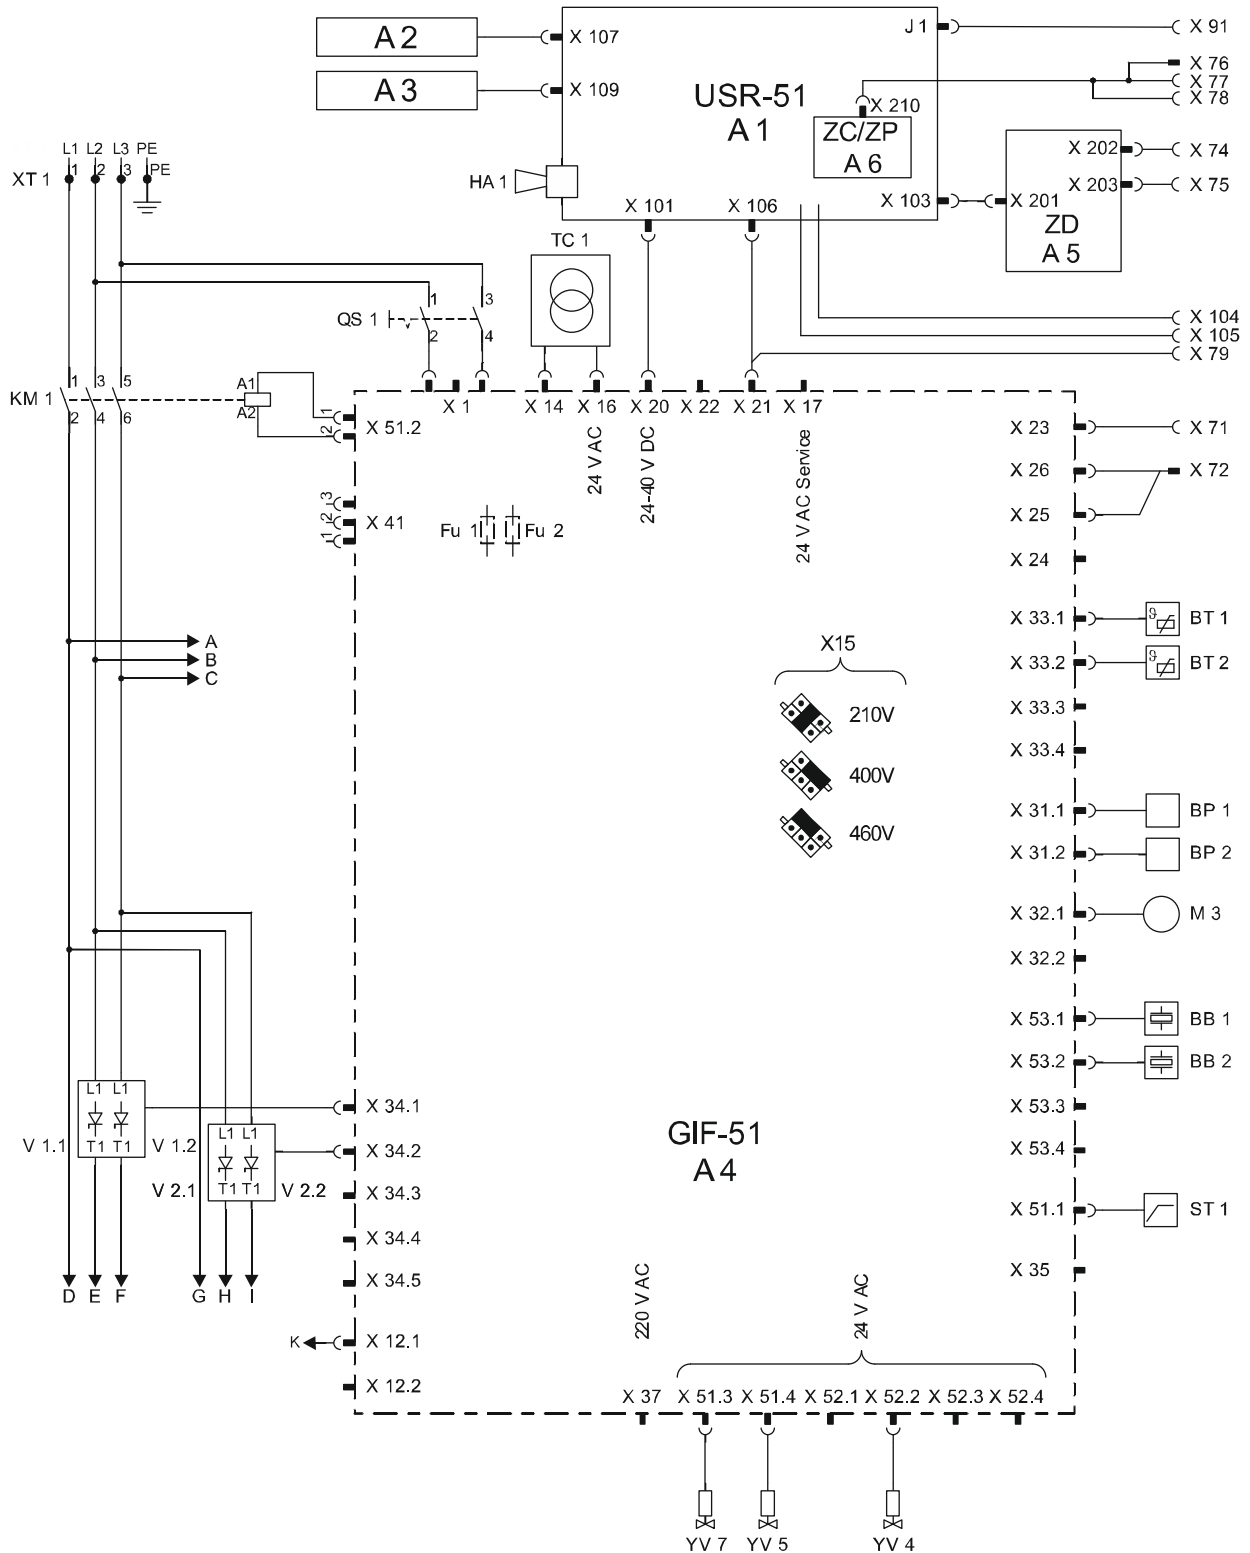 A 2
X 107
J 1
X 91
A 3
X 109
USR-51
A 1
X 76
X 77
X 78
X 210
ZC/ZP
A 6
L1 L2 L3 PE
XT 1
1 2 3 PE
HA 1
X 101
X 106
X 103
X 201
X 202
X 74
X 203
X 75
ZD
A 5
TC 1
QS 1
1
3
2
4
X 104
X 105
X 79
KM 1
1 3 5
2 4 6
A1
A2
1
2
X 51.2
X 1
X 14
X 16
X 20
X 22
X 21
X 17
24 V AC
24-40 V DC
24 V AC Service
X 23
X 71
X 26
X 72
X 25
X 24
3
2
1
X 41
Fu 1
Fu 2
A
B
C
X15
210V
400V
460V
X 33.1
BT 1
X 33.2
BT 2
X 33.3
X 33.4
X 31.1
BP 1
X 31.2
BP 2
X 32.1
M 3
X 32.2
X 53.1
BB 1
X 53.2
BB 2
X 53.3
X 53.4
X 51.1
ST 1
X 35
L1 L1
T1 T1
V 1.1
V 1.2
L1 L1
T1 T1
V 2.1
V 2.2
X 34.1
X 34.2
X 34.3
X 34.4
X 34.5
GIF-51
A 4
D E F
G H I
K
X 12.1
X 12.2
220 V AC
24 V AC
X 37
X 51.3
X 51.4
X 52.1
X 52.2
X 52.3
X 52.4
YV 7
YV 5
YV 4